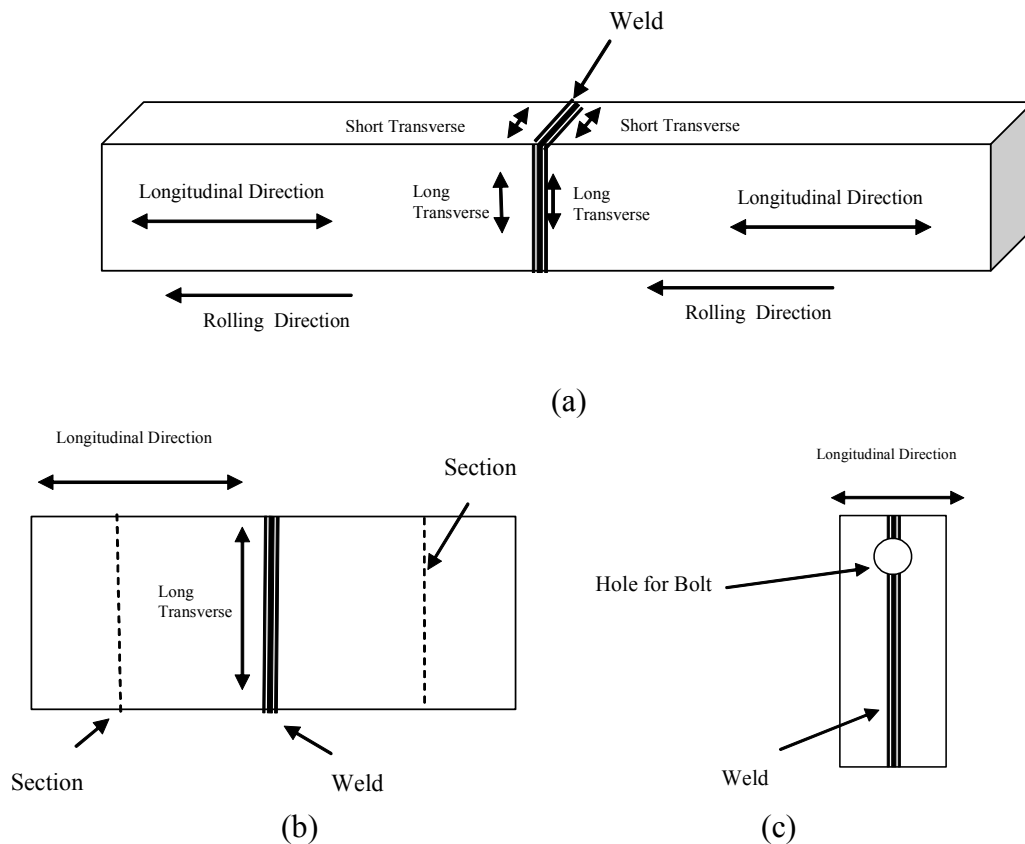 Weld
Short Transverse
Short Transverse
Longitudinal Direction
Long
Transverse
Long
Transverse
Longitudinal Direction
Rolling Direction
Rolling Direction
(a)
Longitudinal Direction
Section
Long
Transverse
Section
Weld
(b)
Longitudinal Direction
Hole for Bolt
Weld
(c)